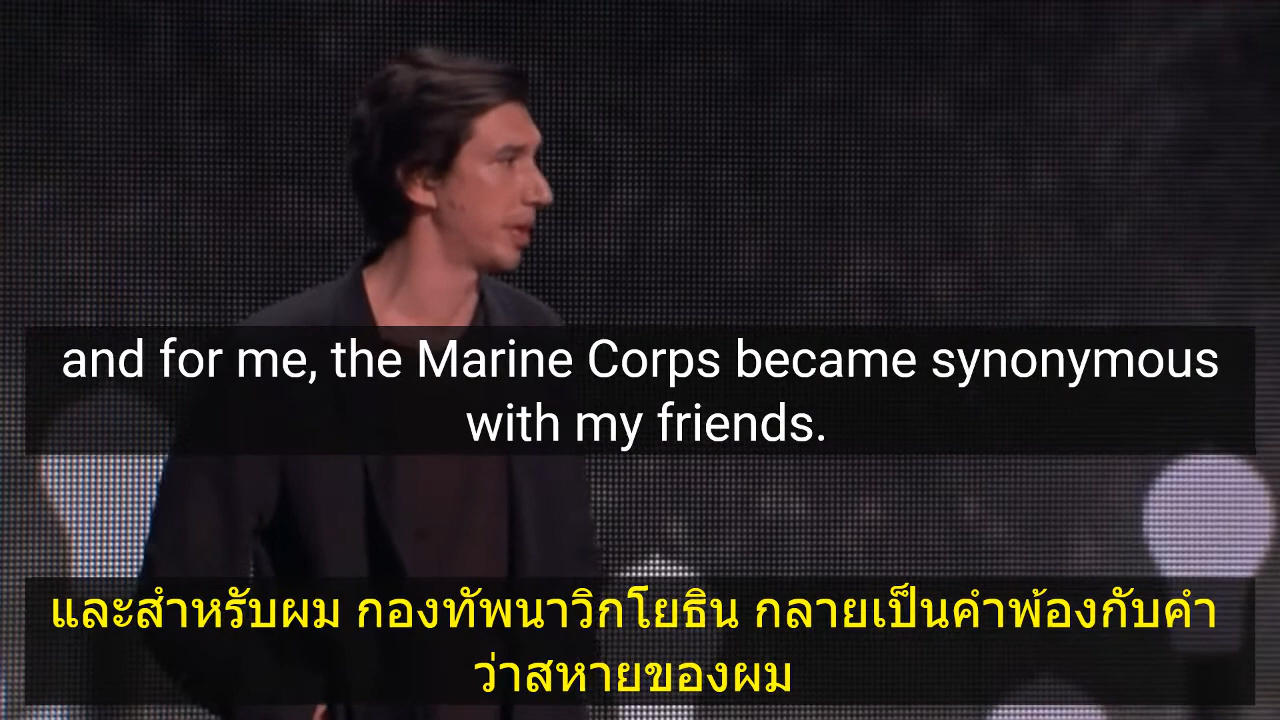 and for me, the Marine Corps became synonymous
with my friends.
และสำหรับผม กองทัพนาวิกโยธิน กลายเป็นคำพ้องกับคำ
ว่าสหายของผม